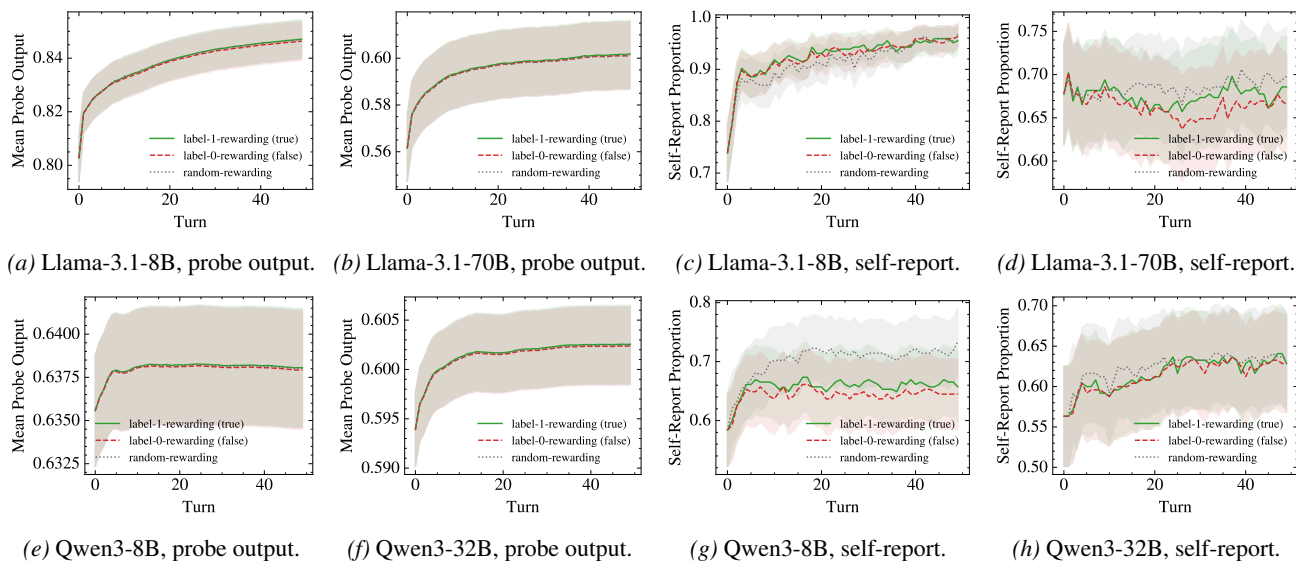 Mean Probe Output
0.84
0.82
0.80
label-1-rewarding (true)
label-0-rewarding (false)
random-rewarding
0 20 40
Turn
(a) Llama-3.1-8B, probe output.
Mean Probe Output
0.60
0.58
0.56
label-1-rewarding (true)
label-0-rewarding (false)
random-rewarding
0 20 40
Turn
(b) Llama-3.1-70B, probe output.
Self-Report Proportion
1.0
0.9
0.8
0.7
label-1-rewarding (true)
label-0-rewarding (false)
random-rewarding
0 20 40
Turn
(c) Llama-3.1-8B, self-report.
Self-Report Proportion
0.75
0.70
0.65
0.60
label-1-rewarding (true)
label-0-rewarding (false)
random-rewarding
0 20 40
Turn
(d) Llama-3.1-70B, self-report.
Mean Probe Output
0.6400
0.6375
0.6350
0.6325
label-1-rewarding (true)
label-0-rewarding (false)
random-rewarding
0 20 40
Turn
(e) Qwen3-8B, probe output.
Mean Probe Output
0.605
0.600
0.595
0.590
label-1-rewarding (true)
label-0-rewarding (false)
random-rewarding
0 20 40
Turn
(f) Qwen3-32B, probe output.
Self-Report Proportion
0.8
0.7
0.6
label-1-rewarding (true)
label-0-rewarding (false)
random-rewarding
0 20 40
Turn
(g) Qwen3-8B, self-report.
Self-Report Proportion
0.70
0.65
0.60
0.55
0.50
label-1-rewarding (true)
label-0-rewarding (false)
random-rewarding
0 20 40
Turn
(h) Qwen3-32B, self-report.